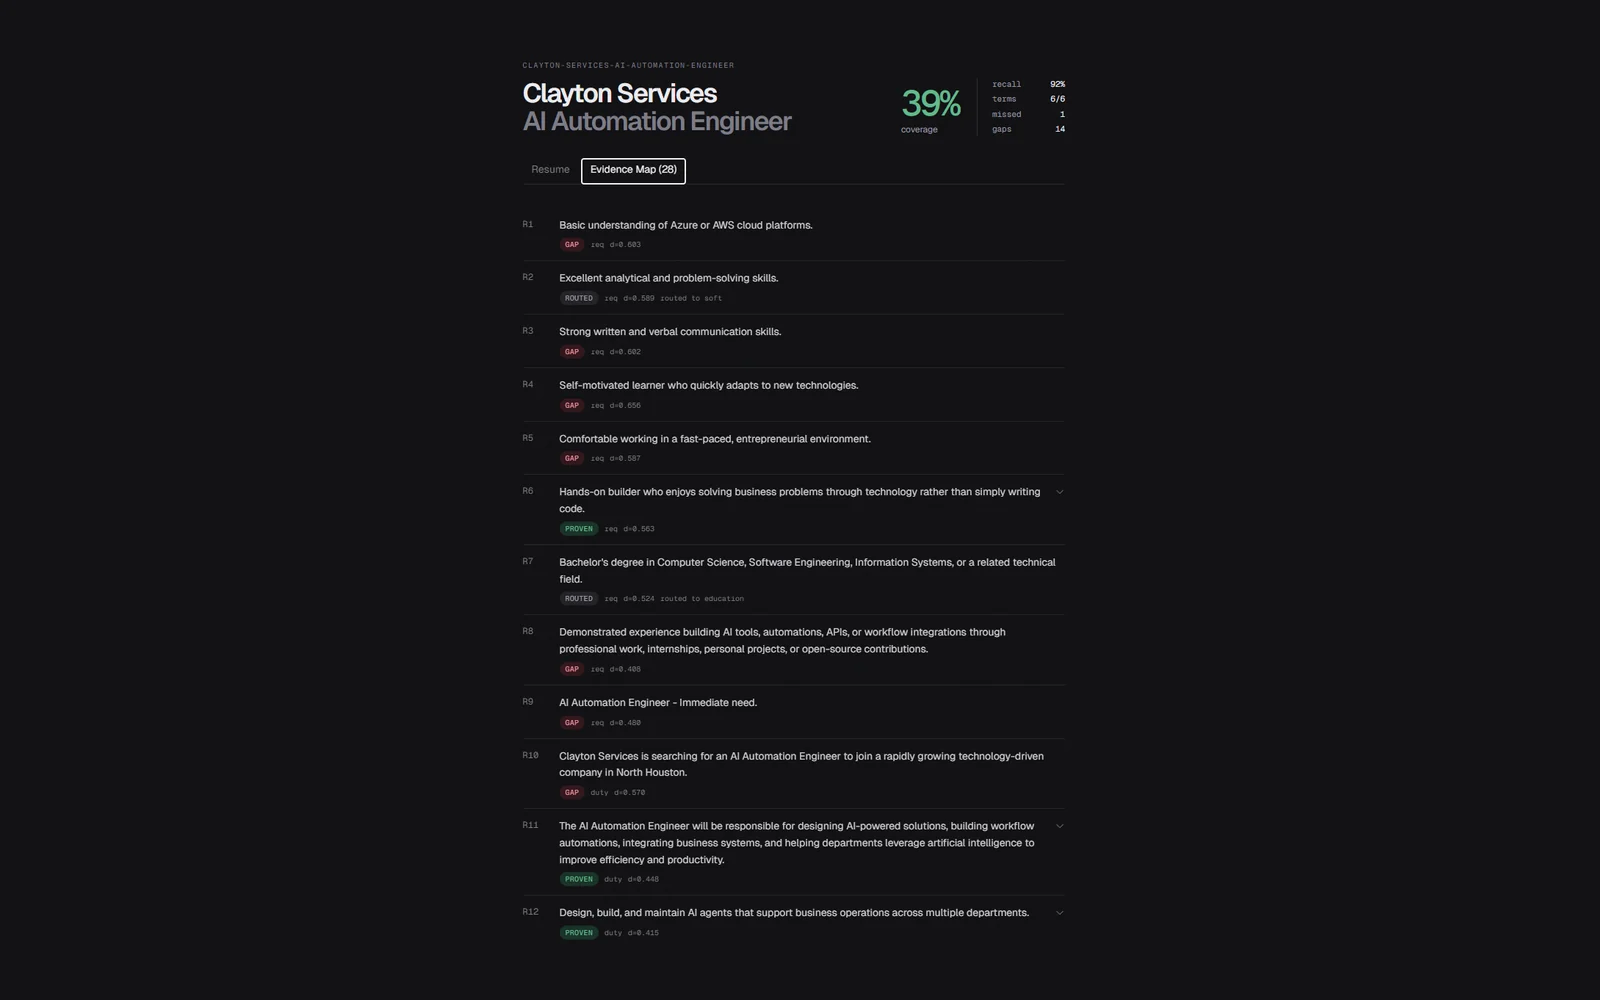 CLAYTON-SERVICES-AI-AUTOMATION-ENGINEER
Clayton Services
AI Automation Engineer
39%
coverage
recall 92%
terms 6/6
missed 1
gaps 14
Resume
Evidence Map (28)
R1 Basic understanding of Azure or AWS cloud platforms.
GAP req d=0.603
R2 Excellent analytical and problem-solving skills.
ROUTED req d=0.589 routed to soft
R3 Strong written and verbal communication skills.
GAP req d=0.602
R4 Self-motivated learner who quickly adapts to new technologies.
GAP req d=0.656
R5 Comfortable working in a fast-paced, entrepreneurial environment.
GAP req d=0.587
R6 Hands-on builder who enjoys solving business problems through technology rather than simply writing
code.
PROVEN req d=0.563
R7 Bachelor's degree in Computer Science, Software Engineering, Information Systems, or a related technical
field.
ROUTED req d=0.524 routed to education
R8 Demonstrated experience building AI tools, automations, APIs, or workflow integrations through
professional work, internships, personal projects, or open-source contributions.
GAP req d=0.408
R9 AI Automation Engineer - Immediate need.
GAP req d=0.480
R10 Clayton Services is searching for an AI Automation Engineer to join a rapidly growing technology-driven
company in North Houston.
GAP duty d=0.570
R11 The AI Automation Engineer will be responsible for designing AI-powered solutions, building workflow
automations, integrating business systems, and helping departments leverage artificial intelligence to
improve efficiency and productivity.
PROVEN duty d=0.448
R12 Design, build, and maintain AI agents that support business operations across multiple departments.
PROVEN duty d=0.415